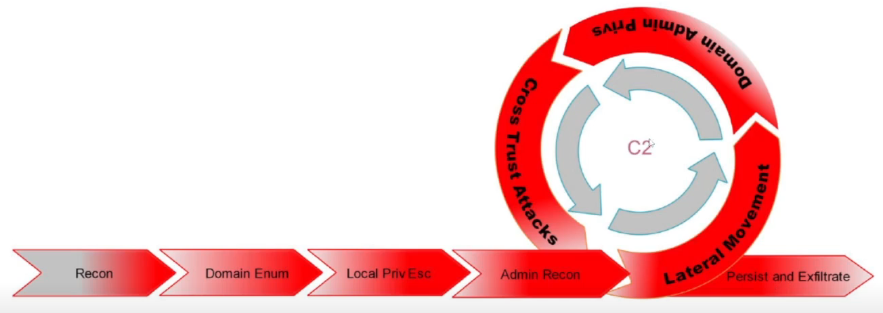 Recon
Domain Enum
Local Priv Esc
Admin Recon
Lateral Movement
Domain Admin Privs
Cross Trust Attacks
C2
Persist and Exfiltrate